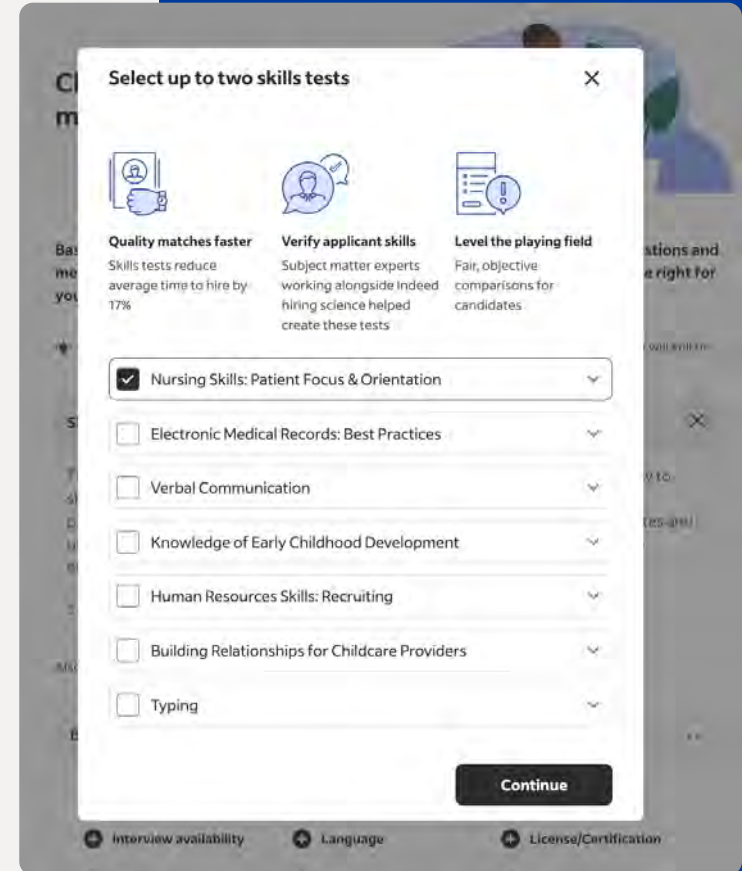 Select up to two skills tests
Quality matches faster
Skills tests reduce
average time to hire by
17%
Verify applicant skills
Subject matter experts
working alongside Indeed
hiring science helped
create these tests
Level the playing field
Fair, objective
comparisons for
candidates
Nursing Skills: Patient Focus & Orientation
Electronic Medical Records: Best Practices
Verbal Communication
Knowledge of Early Childhood Development
Human Resources Skills: Recruiting
Building Relationships for Childcare Providers
Typing
Continue
Interview availability
Language
License/Certification